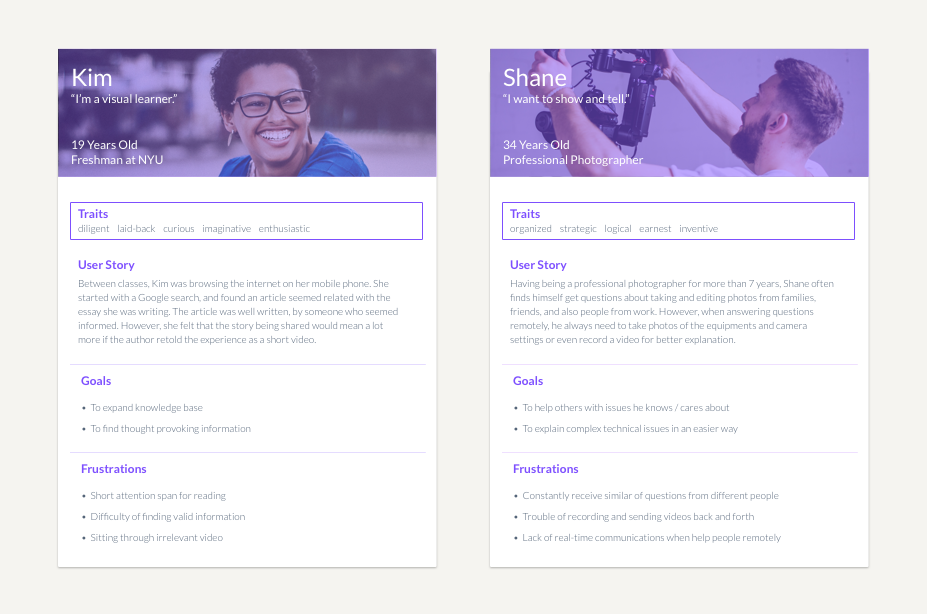 Kim
“I’m a visual learner.”
19 Years Old
Freshman at NYU
Traits
diligent laid-back curious imaginative enthusiastic
User Story
Between classes, Kim was browsing the internet on her mobile phone. She
started with a Google search, and found an article seemed related with the
essay she was writing. The article was well written, by someone who seemed
informed. However, she felt that the story being shared would mean a lot
more if the author retold the experience as a short video.
Goals
• To expand knowledge base
• To find thought provoking information
Frustrations
• Short attention span for reading
• Difficulty of finding valid information
• Sitting through irrelevant video
Shane
“I want to show and tell.”
34 Years Old
Professional Photographer
Traits
organized strategic logical earnest inventive
User Story
Having being a professional photographer for more than 7 years, Shane often
finds himself get questions about taking and editing photos from families,
friends, and also people from work. However, when answering questions
remotely, he always need to take photos of the equipments and camera
settings or even record a video for better explanation.
Goals
• To help others with issues he knows / cares about
• To explain complex technical issues in an easier way
Frustrations
• Constantly receive similar of questions from different people
• Trouble of recording and sending videos back and forth
• Lack of real-time communications when help people remotely